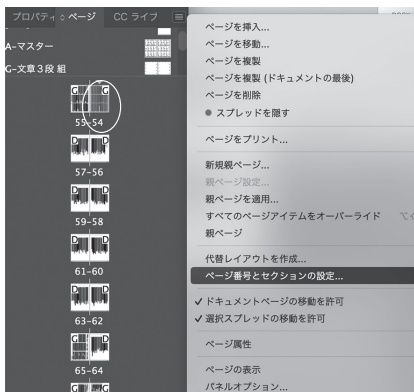 プロパティ
ページ
CC ライブ
A-マスター
G-文章３段 組
G G
55-54
D D
57-56
D D
59-58
D D
61-60
D D
63-62
G D
65-64
G G
ページを挿入...
ページを移動...
ページを複製
ページを複製 (ドキュメントの最後)
ページを削除
スプレッドを隠す
ページをプリント...
新規親ページ...
親ページ設定...
親ページを適用...
すべてのページアイテムをオーバーライド
親ページ
代替レイアウトを作成...
ページ番号とセクションの設定...
✓ ドキュメントページの移動を許可
✓ 選択スプレッドの移動を許可
ページ属性
ページの表示
パネルオプション...